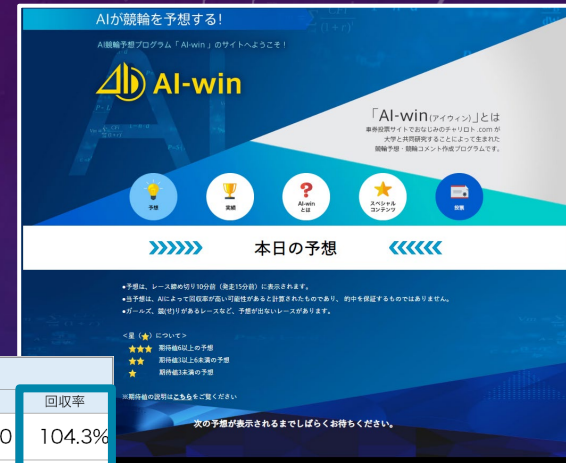 AIが競輪を予想する!
AI競輪予想プログラム「 AI-win 」のサイトへようこそ！
AI-win
「AI-win(アイウィン)」とは
車券投票サイトでおなじみのチャリロト.comが
大学と共同研究することによって生まれた
競輪予想・競輪コメント作成プログラムです。
予想
実績
AI-win
とは
スペシャル
コンテンツ
投票
本日の予想
●予想は、レース締め切り10分前（発走15分前）に表示されます。
●当予想は、AIによって回収率が高い可能性があると計算されたものであり、 的中を保証するものではありません。
●ガールズ、競(せ)りがあるレースなど、予想が出ないレースがあります。
＜星（★）について＞
★★★ 期待値6以上の予想
★★ 期待値3以上6未満の予想
★ 期待値3未満の予想
※期待値の説明はこちらをご覧ください
次の予想が表示されるまでしばらくお待ちください。
回収率
0 104.3%